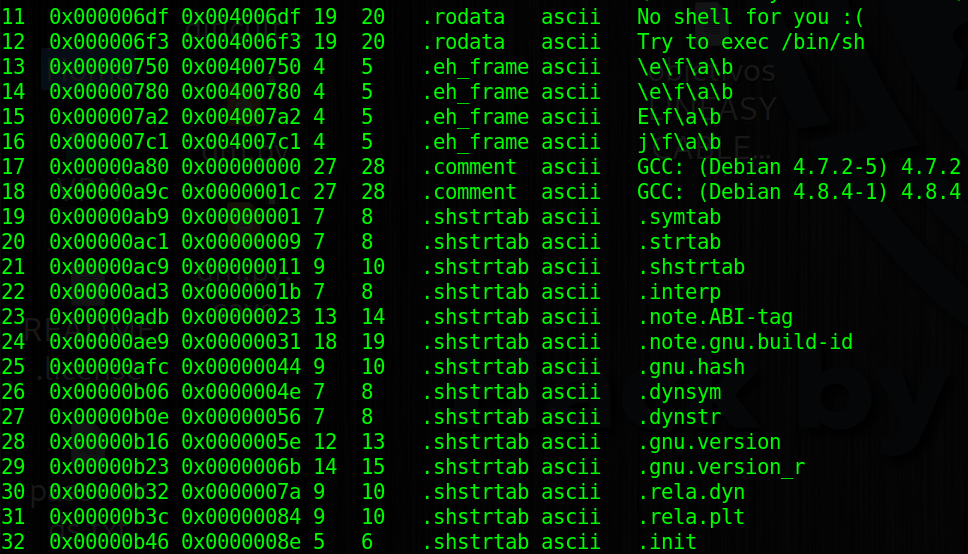 11  0x000006df 0x004006df 19  20   .rodata   ascii   No shell for you :(
12  0x000006f3 0x004006f3 19  20   .rodata   ascii   Try to exec /bin/sh
13  0x00000750 0x00400750 4   5    .eh_frame ascii   \e\f\a\b
14  0x00000780 0x00400780 4   5    .eh_frame ascii   \e\f\a\b
15  0x000007a2 0x004007a2 4   5    .eh_frame ascii   E\f\a\b
16  0x000007c1 0x004007c1 4   5    .eh_frame ascii   j\f\a\b
17  0x00000a80 0x00000000 27  28   .comment  ascii   GCC: (Debian 4.7.2-5) 4.7.2
18  0x00000a9c 0x0000001c 27  28   .comment  ascii   GCC: (Debian 4.8.4-1) 4.8.4
19  0x00000ab9 0x00000001 7   8    .shstrtab ascii   .symtab
20  0x00000ac1 0x00000009 7   8    .shstrtab ascii   .strtab
21  0x00000ac9 0x00000011 9   10   .shstrtab ascii   .shstrtab
22  0x00000ad3 0x0000001b 7   8    .shstrtab ascii   .interp
23  0x00000adb 0x00000023 13  14   .shstrtab ascii   .note.ABI-tag
24  0x00000ae9 0x00000031 18  19   .shstrtab ascii   .note.gnu.build-id
25  0x00000afc 0x00000044 9   10   .shstrtab ascii   .gnu.hash
26  0x00000b06 0x0000004e 7   8    .shstrtab ascii   .dynsym
27  0x00000b0e 0x00000056 7   8    .shstrtab ascii   .dynstr
28  0x00000b16 0x0000005e 12  13   .shstrtab ascii   .gnu.version
29  0x00000b23 0x0000006b 14  15   .shstrtab ascii   .gnu.version_r
30  0x00000b32 0x0000007a 9   10   .shstrtab ascii   .rela.dyn
31  0x00000b3c 0x00000084 9   10   .shstrtab ascii   .rela.plt
32  0x00000b46 0x0000008e 5   6    .shstrtab ascii   .init